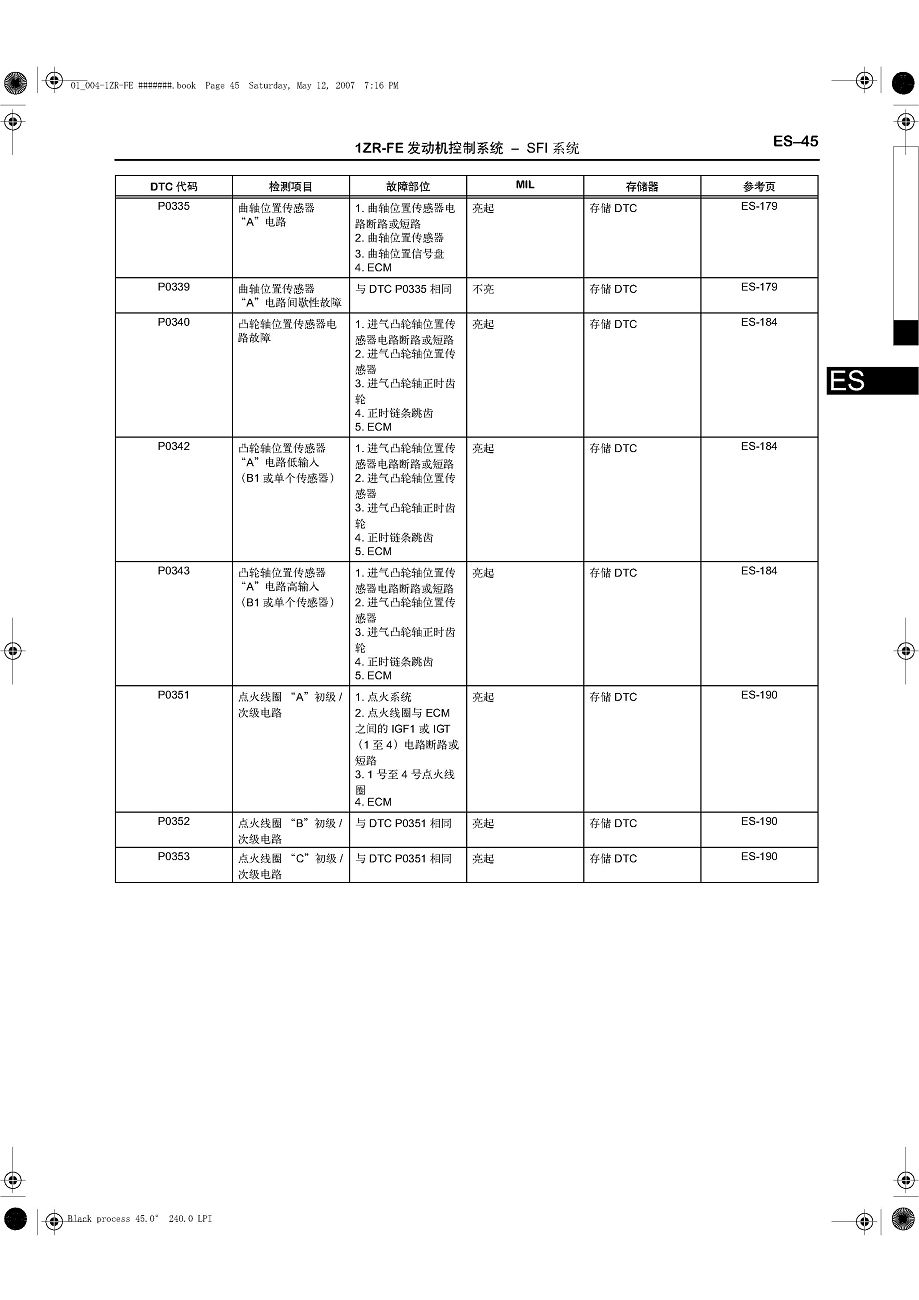 01_004-1ZR-FE #######.book Page 45 Saturday, May 12, 2007 7:16 PM
1ZR-FE 发动机控制系统 – SFI 系统
ES–45
DTC 代码 检测项目 故障部位 MIL 存储器 参考页
P0335
曲轴位置传感器
“A”电路
1. 曲轴位置传感器电
路断路或短路
2. 曲轴位置传感器
3. 曲轴位置信号盘
4. ECM
亮起
存储 DTC
ES-179
P0339
曲轴位置传感器
“A”电路间歇性故障
与 DTC P0335 相同
不亮
存储 DTC
ES-179
P0340
凸轮轴位置传感器电
路故障
1. 进气凸轮轴位置传
感器电路断路或短路
2. 进气凸轮轴位置传
感器
3. 进气凸轮轴正时齿
轮
4. 正时链条跳齿
5. ECM
亮起
存储 DTC
ES-184
P0342
凸轮轴位置传感器
“A”电路低输入
（B1 或单个传感器）
1. 进气凸轮轴位置传
感器电路断路或短路
2. 进气凸轮轴位置传
感器
3. 进气凸轮轴正时齿
轮
4. 正时链条跳齿
5. ECM
亮起
存储 DTC
ES-184
P0343
凸轮轴位置传感器
“A”电路高输入
（B1 或单个传感器）
1. 进气凸轮轴位置传
感器电路断路或短路
2. 进气凸轮轴位置传
感器
3. 进气凸轮轴正时齿
轮
4. 正时链条跳齿
5. ECM
亮起
存储 DTC
ES-184
P0351
点火线圈 “A”初级 /
次级电路
1. 点火系统
2. 点火线圈与 ECM
之间的 IGF1 或 IGT
（1 至 4）电路断路或
短路
3. 1 号至 4 号点火线
圈
4. ECM
亮起
存储 DTC
ES-190
P0352
点火线圈 “B”初级 /
次级电路
与 DTC P0351 相同
亮起
存储 DTC
ES-190
P0353
点火线圈 “C”初级 /
次级电路
与 DTC P0351 相同
亮起
存储 DTC
ES-190
ES
Black process 45.0° 240.0 LPI